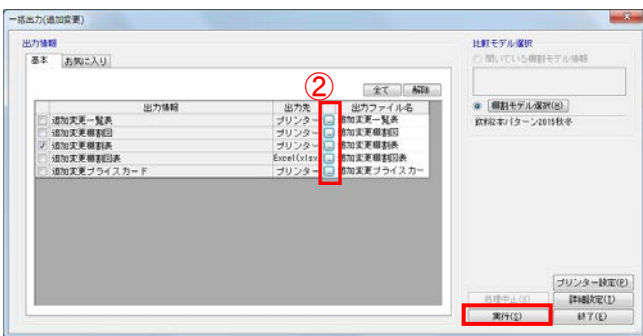 一括出力(追加変更)
出力情報
基本 お気に入り
②
全て 解除
出力情報 出力先 出力ファイル名
追加変更一覧表 プリンター ... 追加変更一覧表
追加変更棚割図 プリンター ... 追加変更棚割図
追加変更棚割表 プリンター ... 追加変更棚割表
追加変更棚割図表 Excel(xlsx ... 追加変更棚割図表
追加変更プライスカード プリンター ... 追加変更プライスカー
比較モデル選択
開いている棚割モデル情報
棚割モデル選択(M)
飲料2本パターン2015秋冬
プリンター設定(P)
処理中止(X) 詳細設定(I)
実行(S) 終了(E)